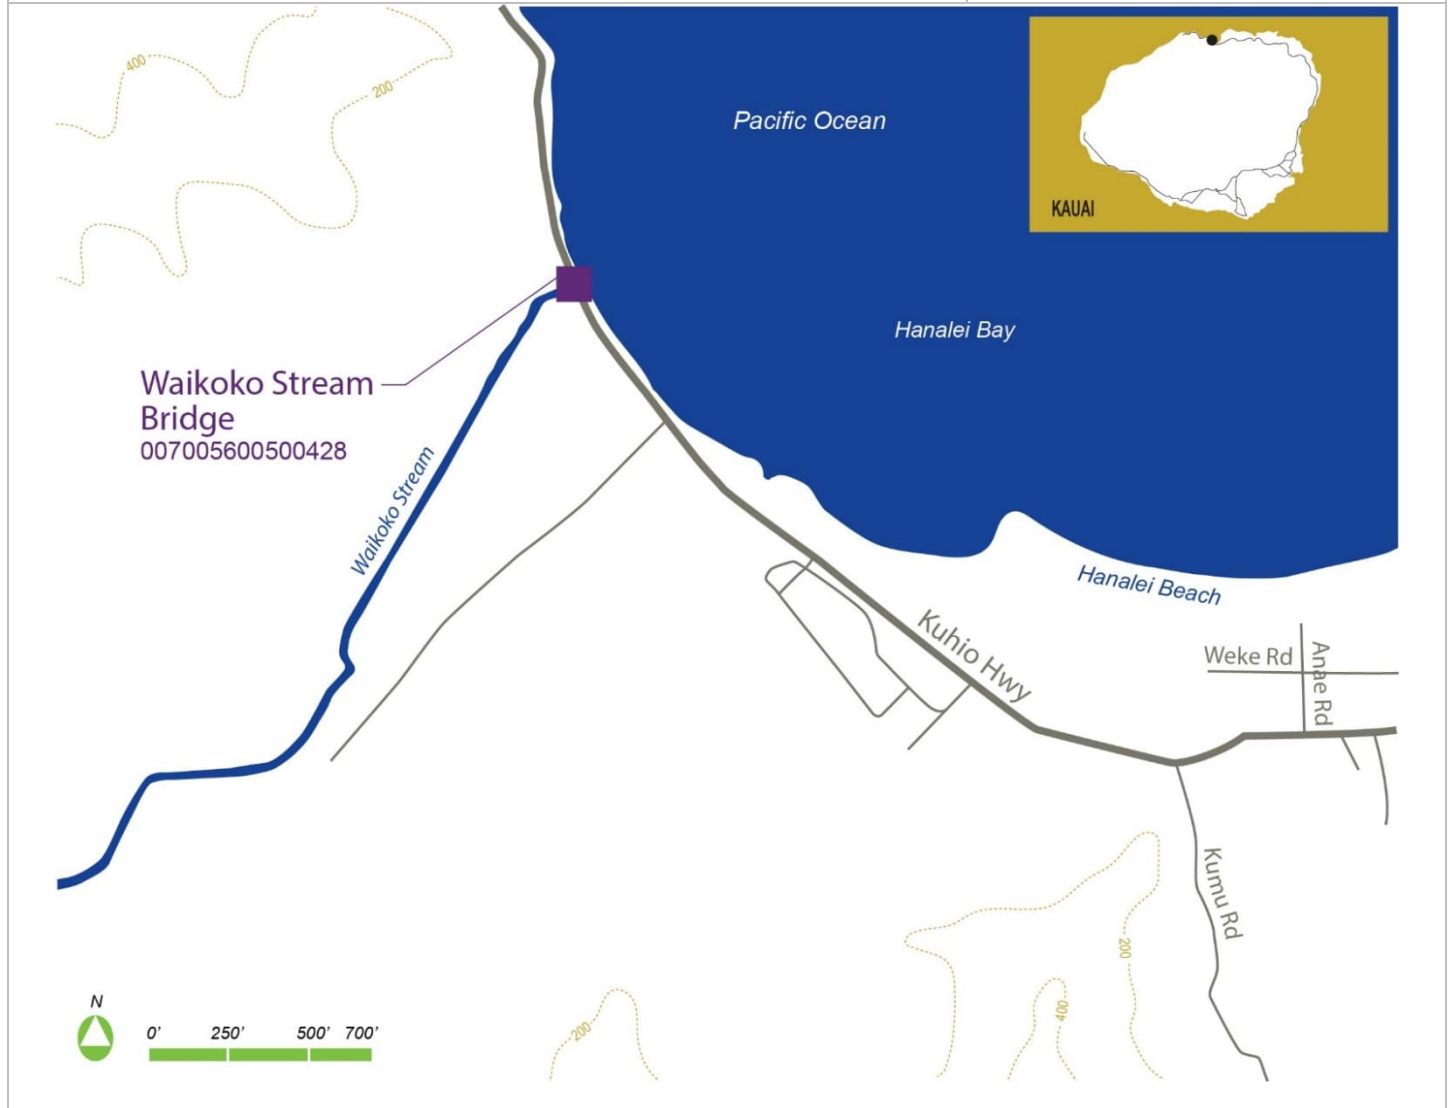 400
200
Pacific Ocean
KAUAI
Hanalei Bay
Waikoko Stream
Bridge
007005600500428
Waikoko Stream
Hanalei Beach
Kuhio Hwy
Weke Rd
Anae Rd
Kumu Rd
200
400
200
N
0' 250' 500' 700'